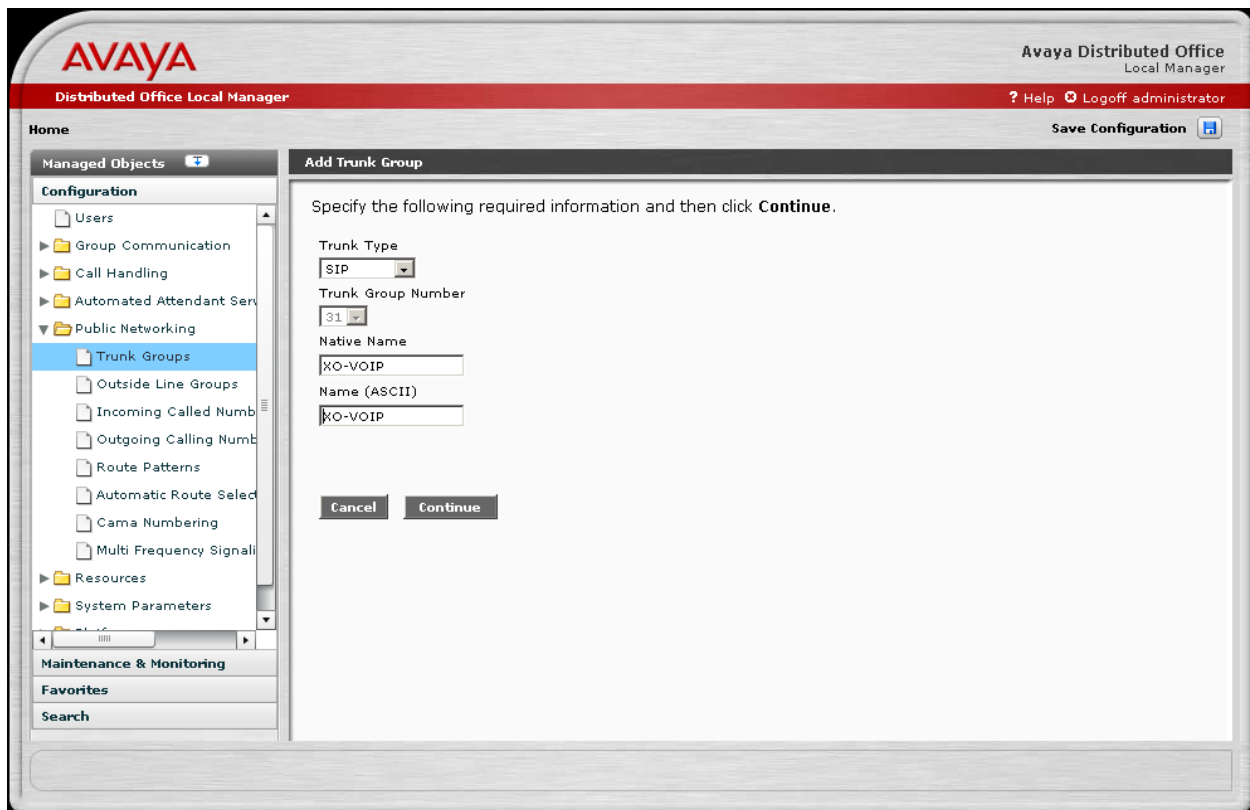 AVAYA
Avaya Distributed Office
Local Manager
Distributed Office Local Manager
? Help Logoff administrator
Home
Save Configuration
Managed Objects
Add Trunk Group
Configuration
Users
Group Communication
Call Handling
Automated Attendant Serv
Public Networking
Trunk Groups
Outside Line Groups
Incoming Called Numb
Outgoing Calling Numb
Route Patterns
Automatic Route Select
Cama Numbering
Multi Frequency Signali
Resources
System Parameters
Maintenance & Monitoring
Favorites
Search
Specify the following required information and then click Continue.
Trunk Type
SIP
Trunk Group Number
31
Native Name
XO-VOIP
Name (ASCII)
XO-VOIP
Cancel Continue